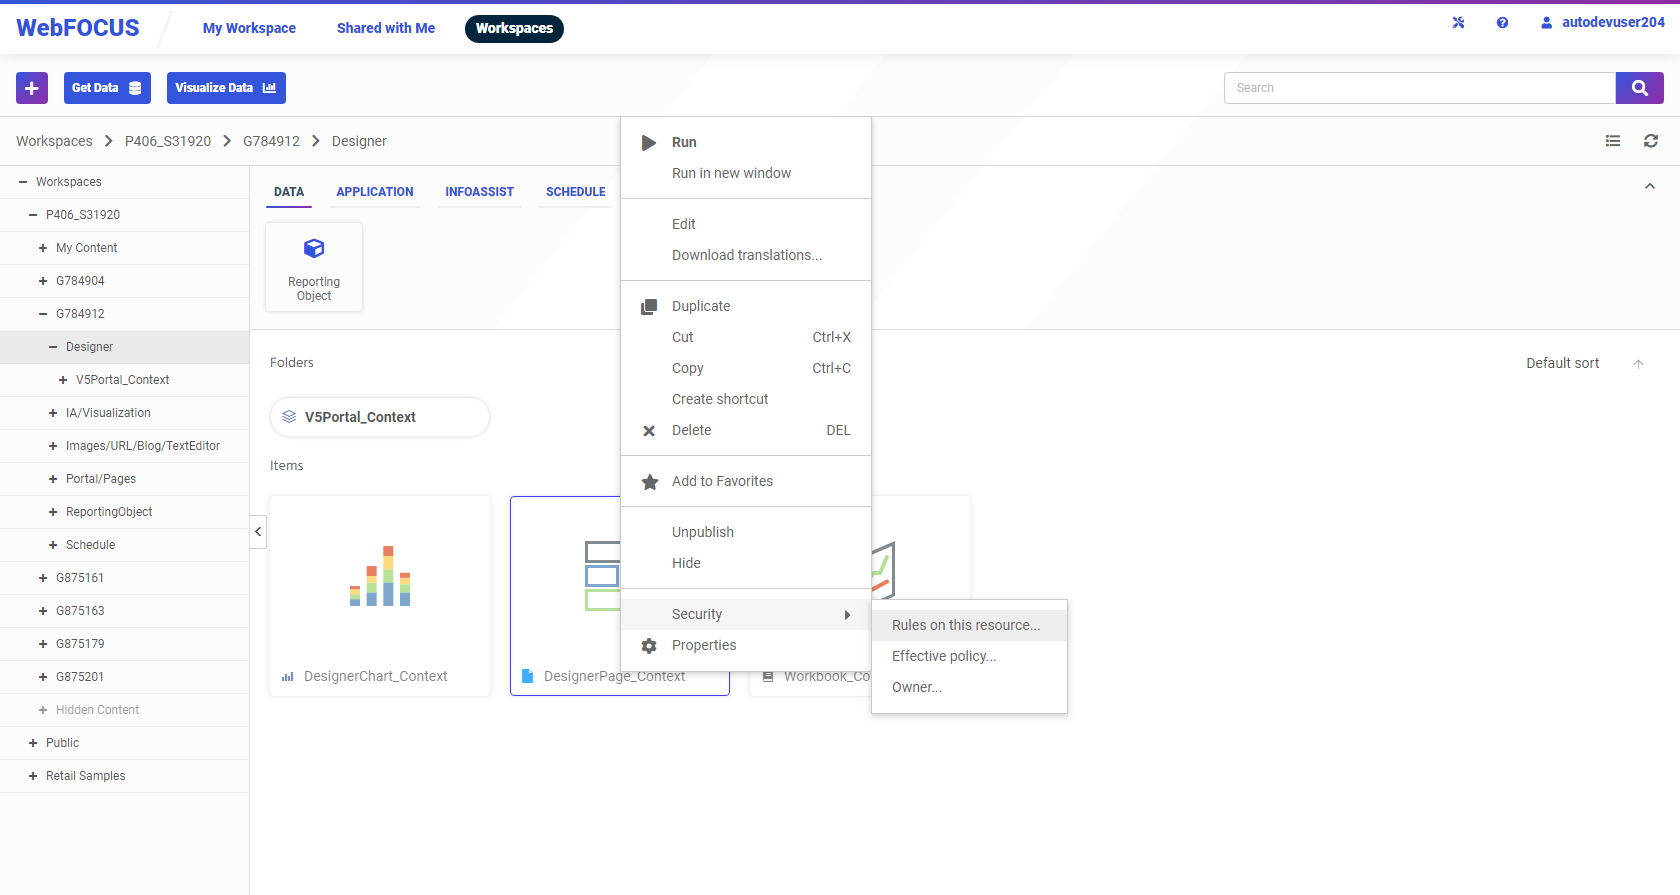 WebFOCUS
My Workspace
Shared with Me
Workspaces
autodevuser204
Get Data
Visualize Data
Search
Workspaces
P406_S31920
G784912
Designer
Workspaces
P406_S31920
My Content
G784904
G784912
Designer
V5Portal_Context
IA/Visualization
Images/URL/Blog/TextEditor
Portal/Pages
ReportingObject
Schedule
G875161
G875163
G875179
G875201
Hidden Content
Public
Retail Samples
DATA
APPLICATION
INFOASSIST
SCHEDULE
Reporting
Object
Folders
Default sort
V5Portal_Context
Items
DesignerChart_Context
DesignerPage_Context
Workbook_Co
Run
Run in new window
Edit
Download translations...
Duplicate
Cut Ctrl+X
Copy Ctrl+C
Create shortcut
Delete DEL
Add to Favorites
Unpublish
Hide
Security
Properties
Rules on this resource...
Effective policy...
Owner...